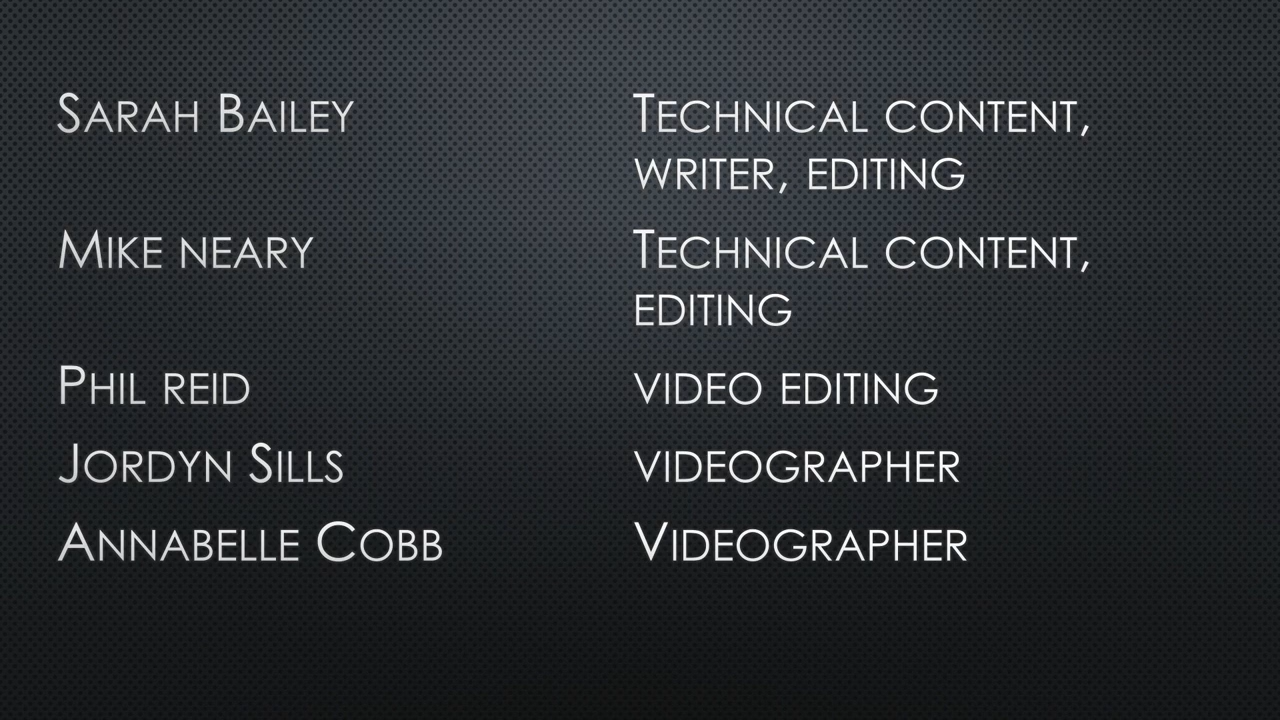 Sarah Bailey
Technical content,
writer, editing
Mike neary
Technical content,
editing
Phil reid
video editing
Jordyn Sills
videographer
Annabelle Cobb
Videographer